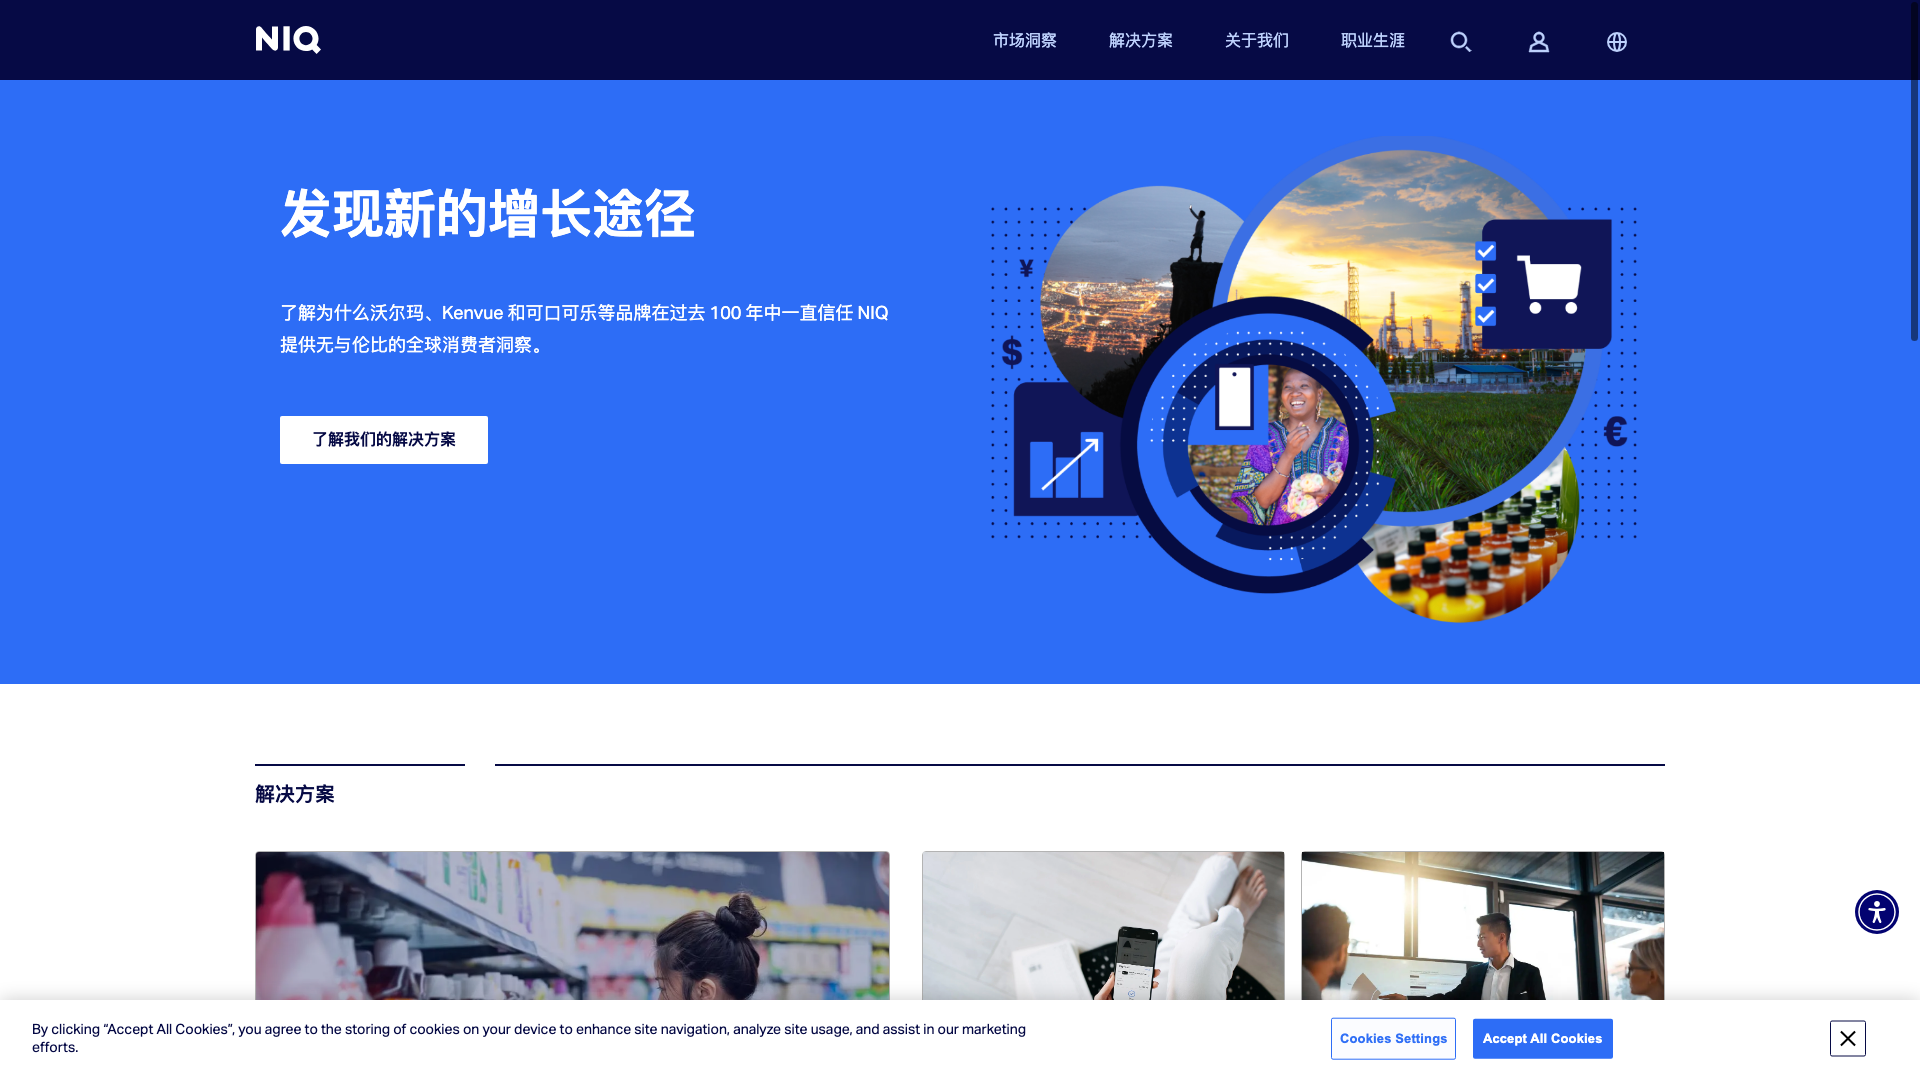 NIQ
市场洞察
解决方案
关于我们
职业生涯
发现新的增长途径
了解为什么沃尔玛、Kenvue 和可口可乐等品牌在过去 100 年中一直信任 NIQ
提供无与伦比的全球消费者洞察。
了解我们的解决方案
¥
$
€
解决方案
By clicking “Accept All Cookies”, you agree to the storing of cookies on your device to enhance site navigation, analyze site usage, and assist in our marketing
efforts.
Cookies Settings
Accept All Cookies